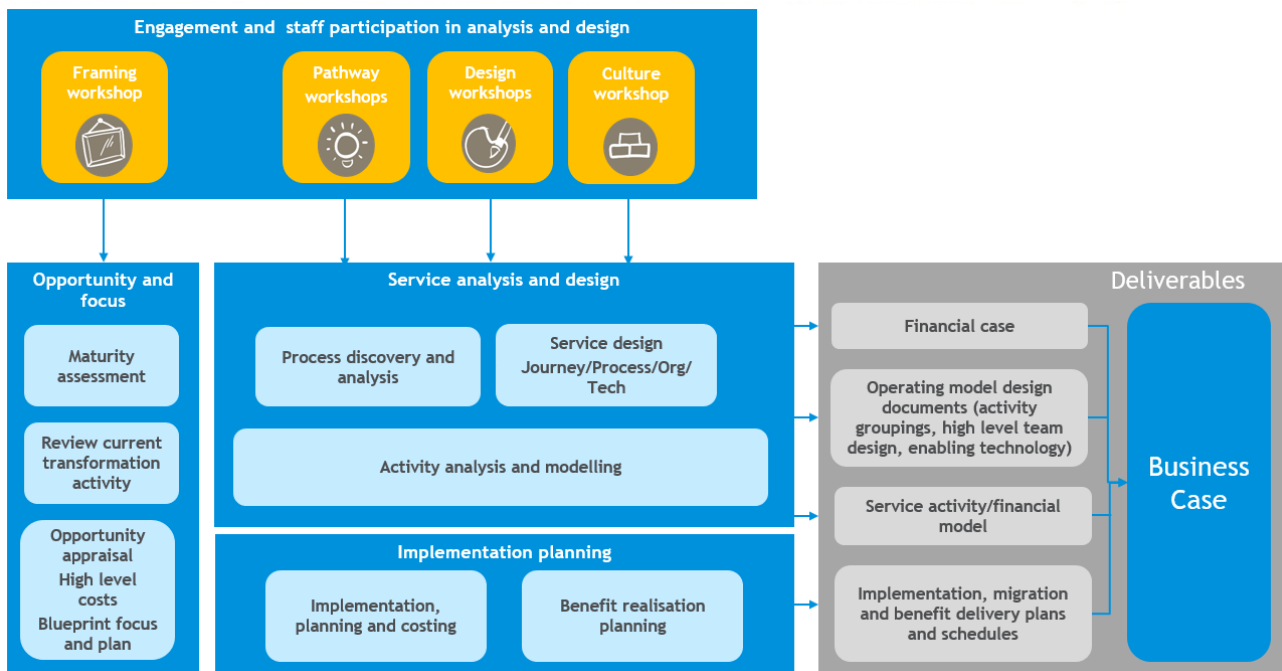 Engagement and staff participation in analysis and design
Framing
workshop
Pathway
workshops
Design
workshops
Culture
workshop
Opportunity and
focus
Maturity
assessment
Review current
transformation
activity
Opportunity
appraisal
High level
costs
Blueprint focus
and plan
Service analysis and design
Process discovery and
analysis
Service design
Journey/Process/Org/
Tech
Activity analysis and modelling
Implementation planning
Implementation,
planning and costing
Benefit realisation
planning
Deliverables
Financial case
Operating model design
documents (activity
groupings, high level team
design, enabling technology)
Service activity/financial
model
Implementation, migration
and benefit delivery plans
and schedules
Business
Case